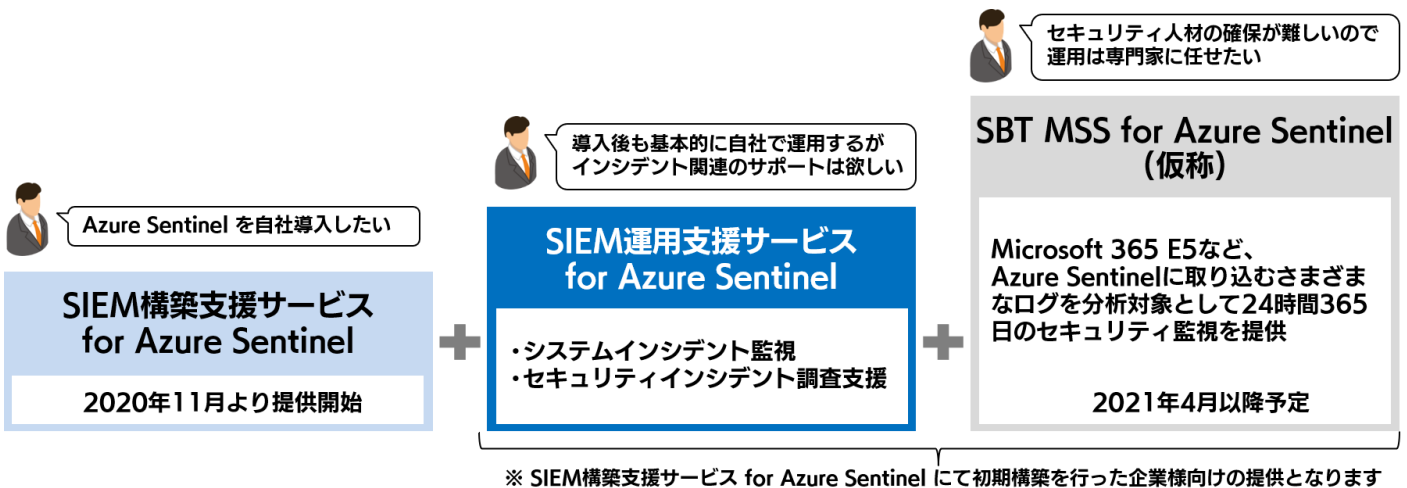 Azure Sentinel を自社導入したい
SIEM構築支援サービス
for Azure Sentinel
2020年11月より提供開始
導入後も基本的に自社で運用するが
インシデント関連のサポートは欲しい
SIEM運用支援サービス
for Azure Sentinel
・システムインシデント監視
・セキュリティインシデント調査支援
セキュリティ人材の確保が難しいので
運用は専門家に任せたい
SBT MSS for Azure Sentinel
(仮称)
Microsoft 365 E5など、
Azure Sentinelに取り込むさまざま
なログを分析対象として24時間365
日のセキュリティ監視を提供
2021年4月以降予定
※ SIEM構築支援サービス for Azure Sentinel にて初期構築を行った企業様向けの提供となります